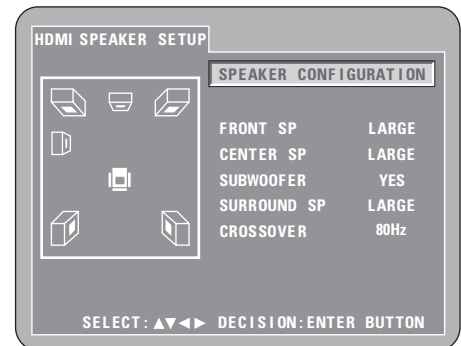 HDMI SPEAKER SETUP
SPEAKER CONFIGURATION
FRONT SP LARGE
CENTER SP LARGE
SUBWOOFER YES
SURROUND SP LARGE
CROSSOVER 80Hz
SELECT:▲▼◄► DECISION:ENTER BUTTON